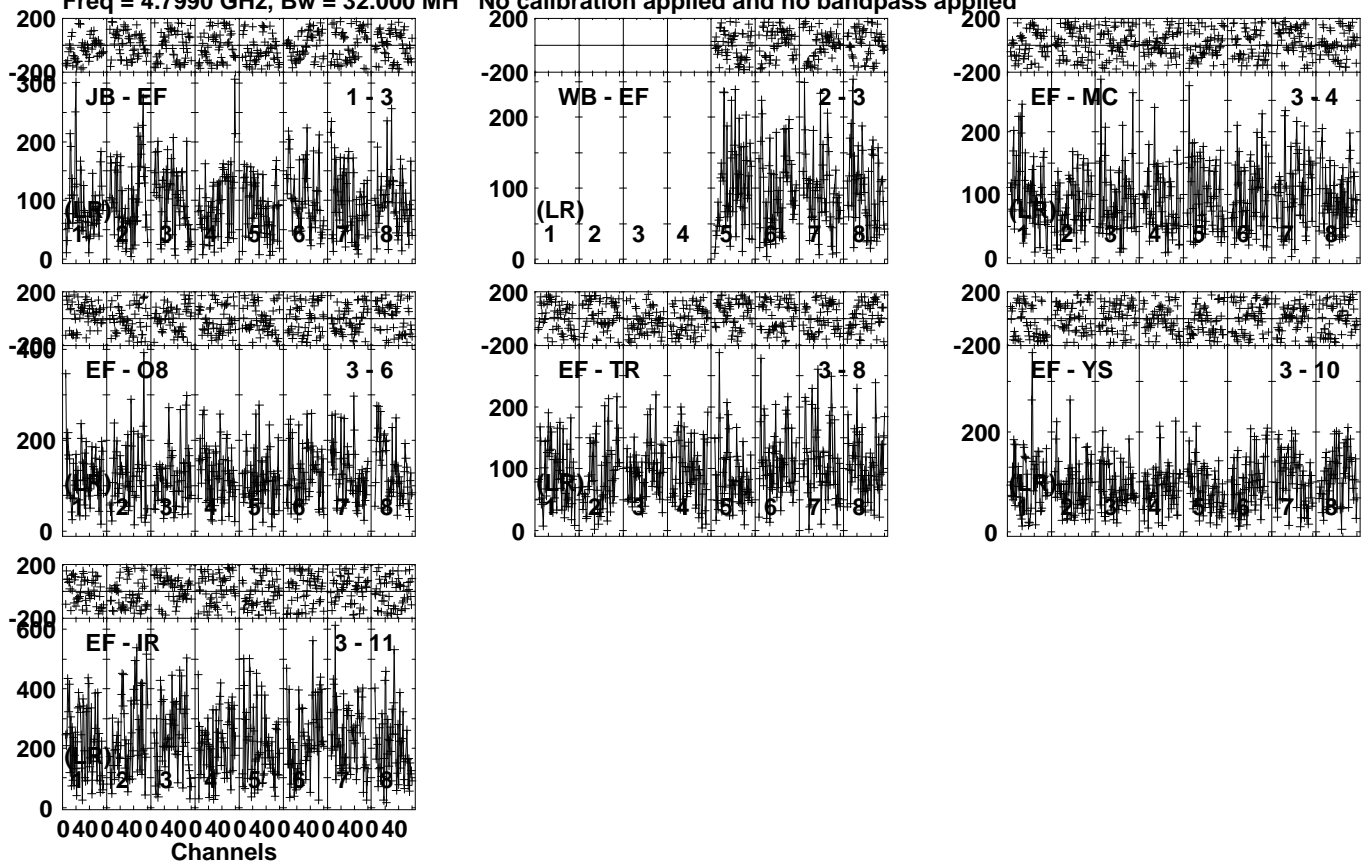 Freq = 4.7990 GHz, Bw = 32.000 MH No calibration applied and no bandpass applied
200
-200
300
200
100
0
JB - EF 1 - 3
(LR)
1 2 3 4 5 6 7 8
200
-200
200
100
0
WB - EF 2 - 3
(LR)
1 2 3 4 5 6 7 8
200
-200
200
100
0
EF - MC 3 - 4
(LR)
1 2 3 4 5 6 7 8
200
-200
400
200
0
EF - O8 3 - 6
(LR)
1 2 3 4 5 6 7 8
200
-200
200
100
0
EF - TR 3 - 8
(LR)
1 2 3 4 5 6 7 8
200
-200
200
0
EF - YS 3 - 10
(LR)
1 2 3 4 5 6 7 8
200
-200
600
400
200
0
EF - IR 3 - 11
(LR)
1 2 3 4 5 6 7 8
0 40 0 40 0 40 0 40 0 40 0 40 0 40 0 40
Channels